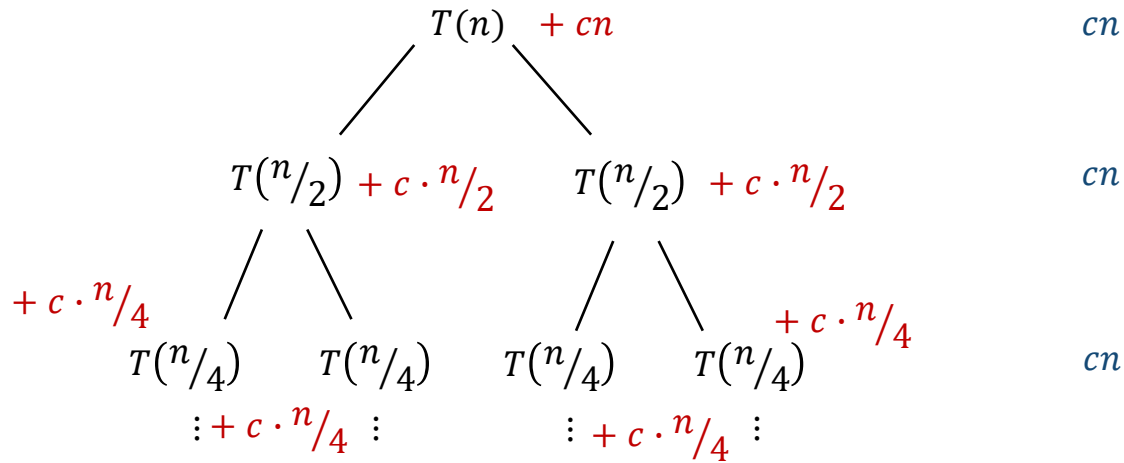 T(n) + cn cn
T(n/2) + c · n/2 T(n/2) + c · n/2 cn
+ c · n/4 + c · n/4
T(n/4) T(n/4) T(n/4) T(n/4) cn
⋮ + c · n/4 ⋮ ⋮ + c · n/4 ⋮